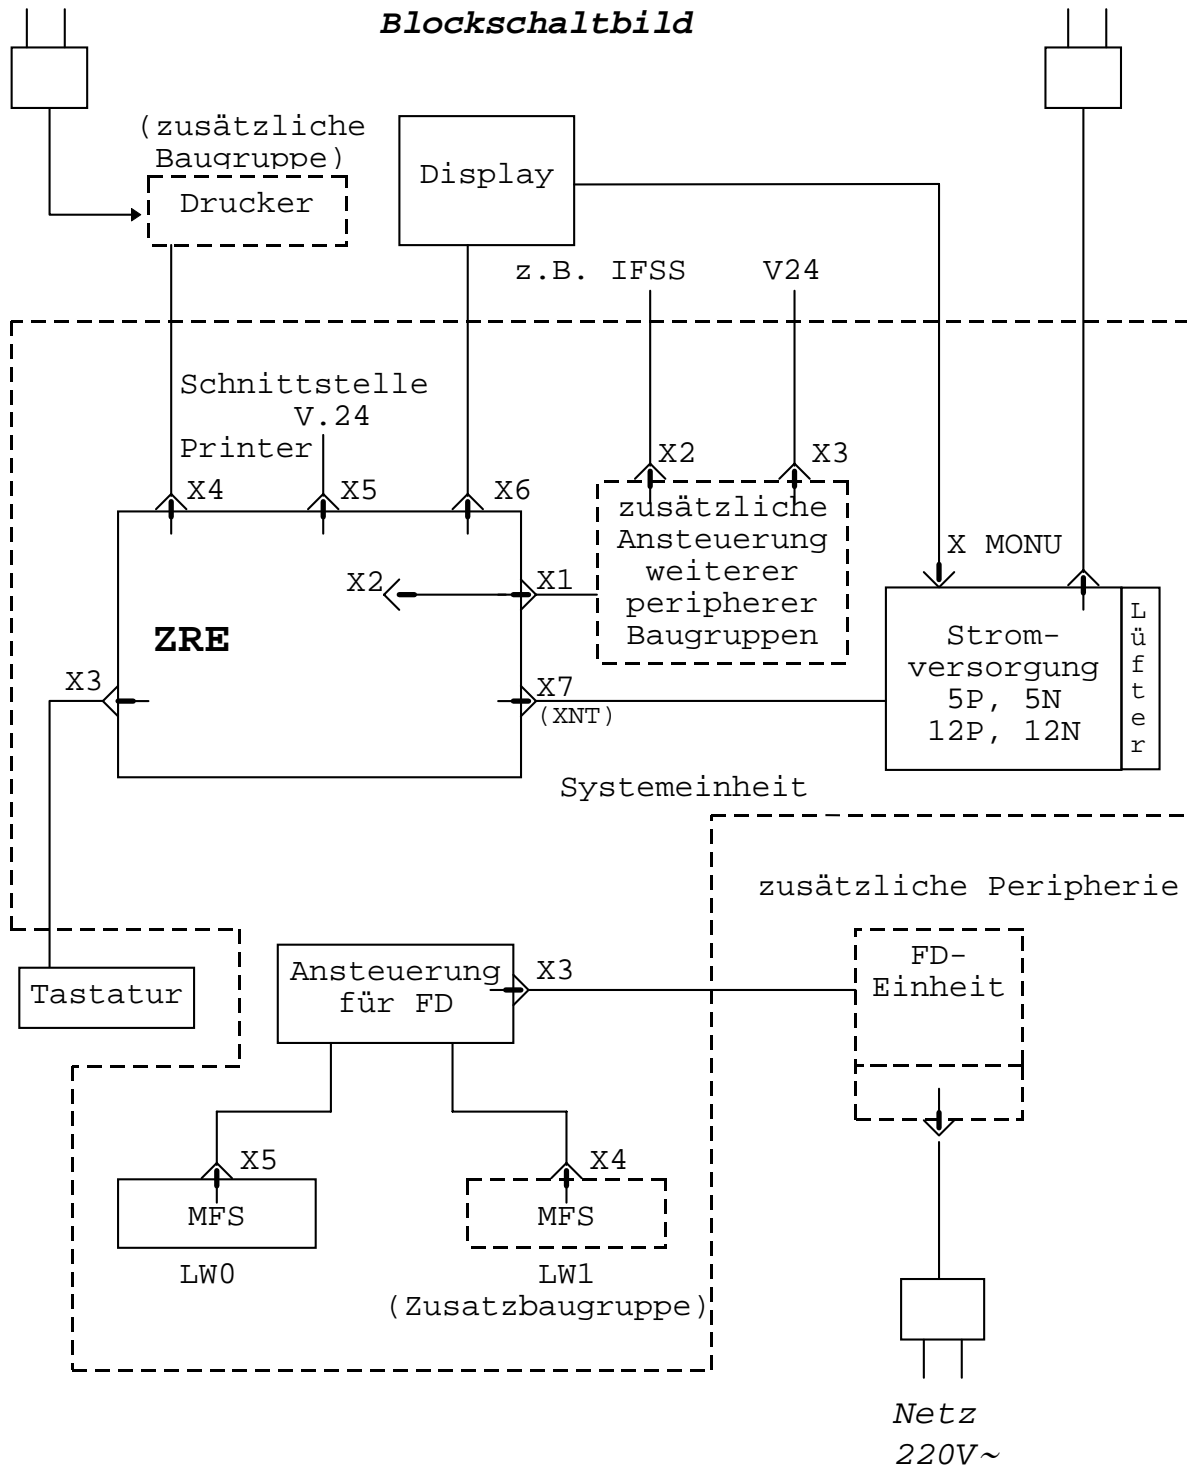 Blockschaltbild
(zusätzliche
Baugruppe)
Drucker
Display
z.B. IFSS
V24
Schnittstelle
V.24
Printer
X4
X5
X6
X2
X3
zusätzliche
Ansteuerung
weiterer
peripherer
Baugruppen
X MONU
X2
X1
ZRE
X3
X7
(XNT)
Strom-
versorgung
5P, 5N
12P, 12N
Lüfter
Systemeinheit
zusätzliche Peripherie
Tastatur
Ansteuerung
für FD
X3
FD-
Einheit
X5
X4
MFS
MFS
LW0
LW1
(Zusatzbaugruppe)
Netz
220V~